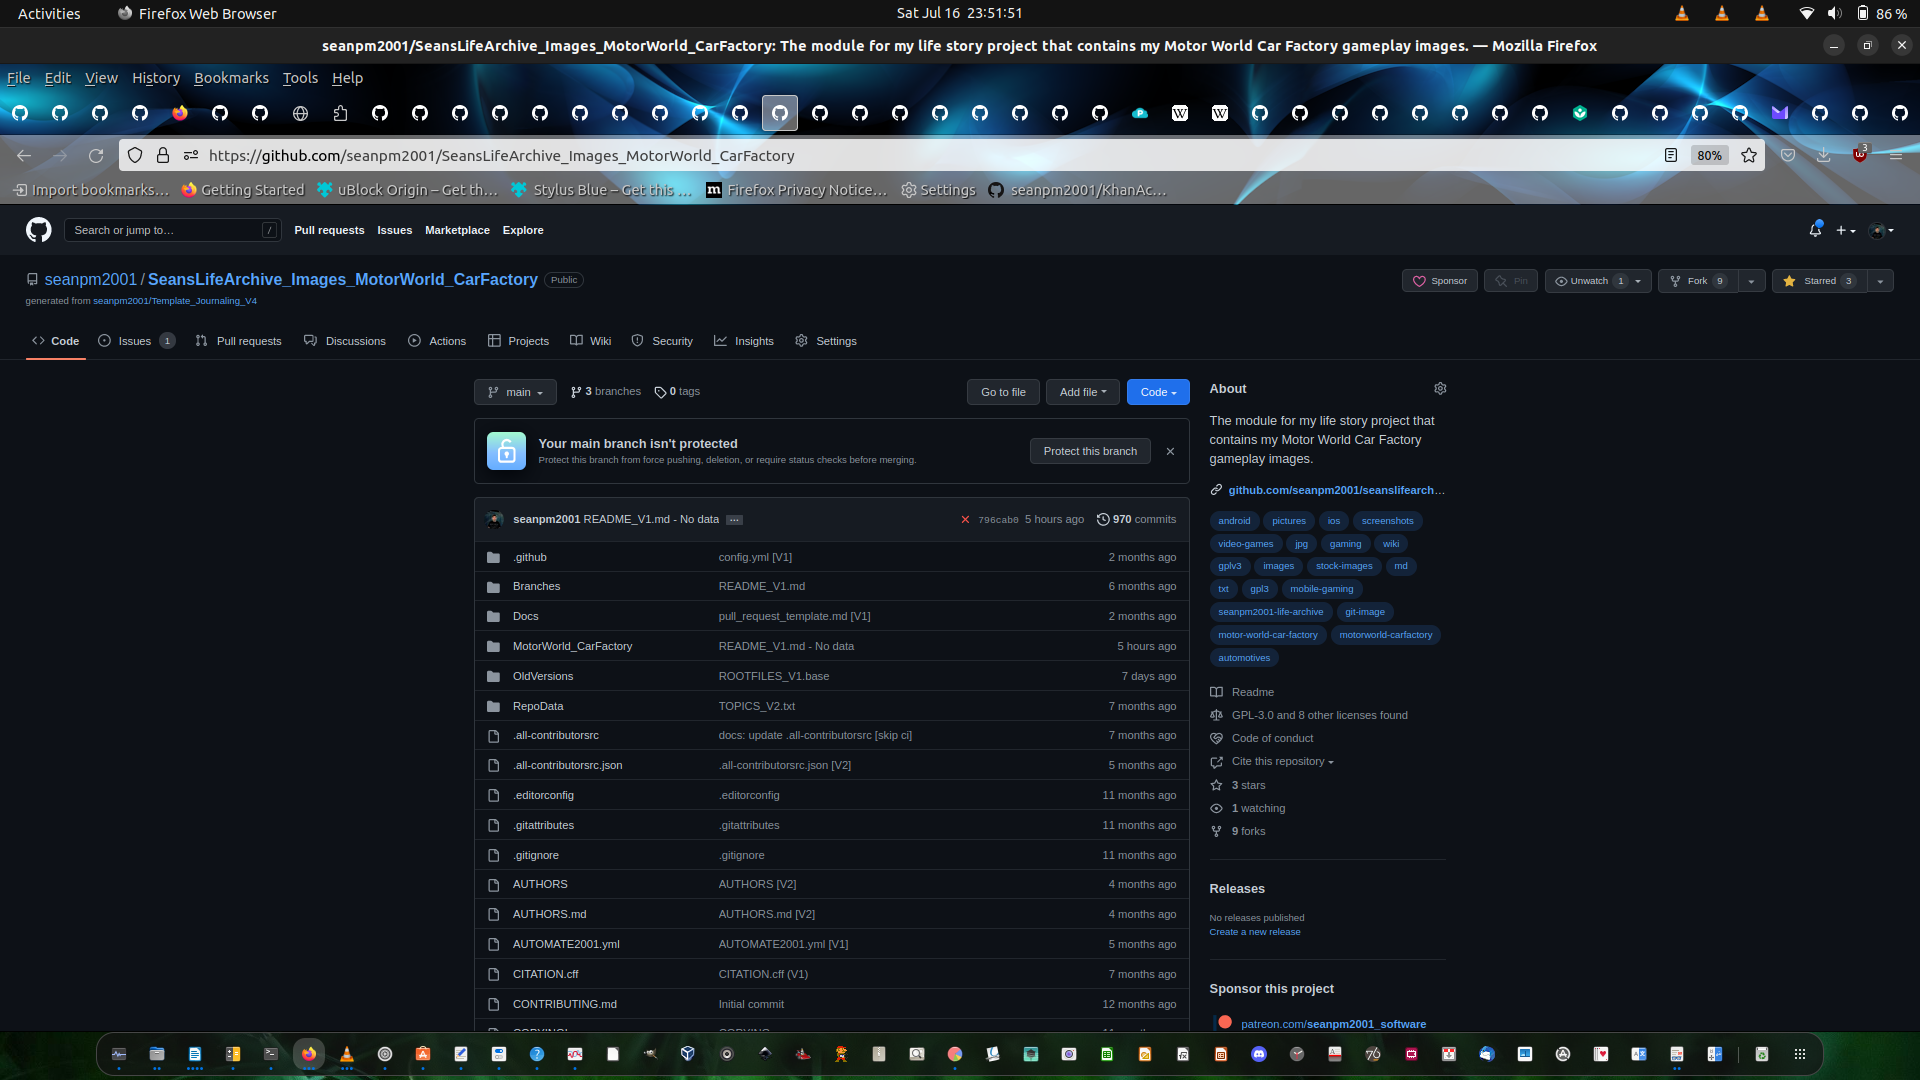 Activities
Firefox Web Browser
Sat Jul 16 23:51:51
86 %
seanpm2001/SeansLifeArchive_Images_MotorWorld_CarFactory: The module for my life story project that contains my Motor World Car Factory gameplay images. — Mozilla Firefox
File Edit View History Bookmarks Tools Help
https://github.com/seanpm2001/SeansLifeArchive_Images_MotorWorld_CarFactory
80%
3
Import bookmarks…
Getting Started
uBlock Origin – Get th…
Stylus Blue – Get this …
Firefox Privacy Notice…
Settings
seanpm2001/KhanAc…
Search or jump to…
/
Pull requests
Issues
Marketplace
Explore
seanpm2001 / SeansLifeArchive_Images_MotorWorld_CarFactory
Public
Sponsor
Pin
Unwatch 1
Fork 9
Starred 3
generated from seanpm2001/Template_Journaling_V4
Code
Issues 1
Pull requests
Discussions
Actions
Projects
Wiki
Security
Insights
Settings
main
3 branches
0 tags
Go to file
Add file
Code
Your main branch isn't protected
Protect this branch from force pushing, deletion, or require status checks before merging.
Protect this branch
seanpm2001 README_V1.md - No data …
796cab0 5 hours ago
970 commits
.github config.yml [V1] 2 months ago
Branches README_V1.md 6 months ago
Docs pull_request_template.md [V1] 2 months ago
MotorWorld_CarFactory README_V1.md - No data 5 hours ago
OldVersions ROOTFILES_V1.base 7 days ago
RepoData TOPICS_V2.txt 7 months ago
.all-contributorsrc docs: update .all-contributorsrc [skip ci] 7 months ago
.all-contributorsrc.json .all-contributorsrc.json [V2] 5 months ago
.editorconfig .editorconfig 11 months ago
.gitattributes .gitattributes 11 months ago
.gitignore .gitignore 11 months ago
AUTHORS AUTHORS [V2] 4 months ago
AUTHORS.md AUTHORS.md [V2] 4 months ago
AUTOMATE2001.yml AUTOMATE2001.yml [V1] 5 months ago
CITATION.cff CITATION.cff (V1) 7 months ago
CONTRIBUTING.md Initial commit 12 months ago
About
The module for my life story project that
contains my Motor World Car Factory
gameplay images.
github.com/seanpm2001/seanslifearch…
android pictures ios screenshots
video-games jpg gaming wiki
gplv3 images stock-images md
txt gpl3 mobile-gaming
seanpm2001-life-archive git-image
motor-world-car-factory motorworld-carfactory
automotives
Readme
GPL-3.0 and 8 other licenses found
Code of conduct
Cite this repository
3 stars
1 watching
9 forks
Releases
No releases published
Create a new release
Sponsor this project
patreon.com/seanpm2001_software